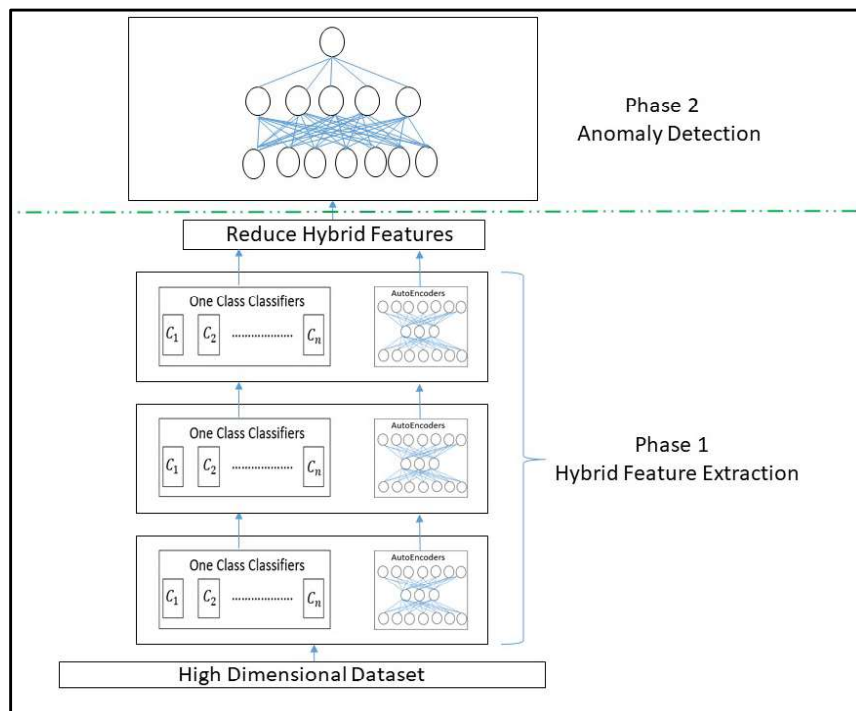 Phase 2
Anomaly Detection
Reduce Hybrid Features
One Class Classifiers
C₁ C₂ .................... Cₙ
AutoEncoders
One Class Classifiers
C₁ C₂ .................... Cₙ
AutoEncoders
One Class Classifiers
C₁ C₂ .................... Cₙ
AutoEncoders
Phase 1
Hybrid Feature Extraction
High Dimensional Dataset